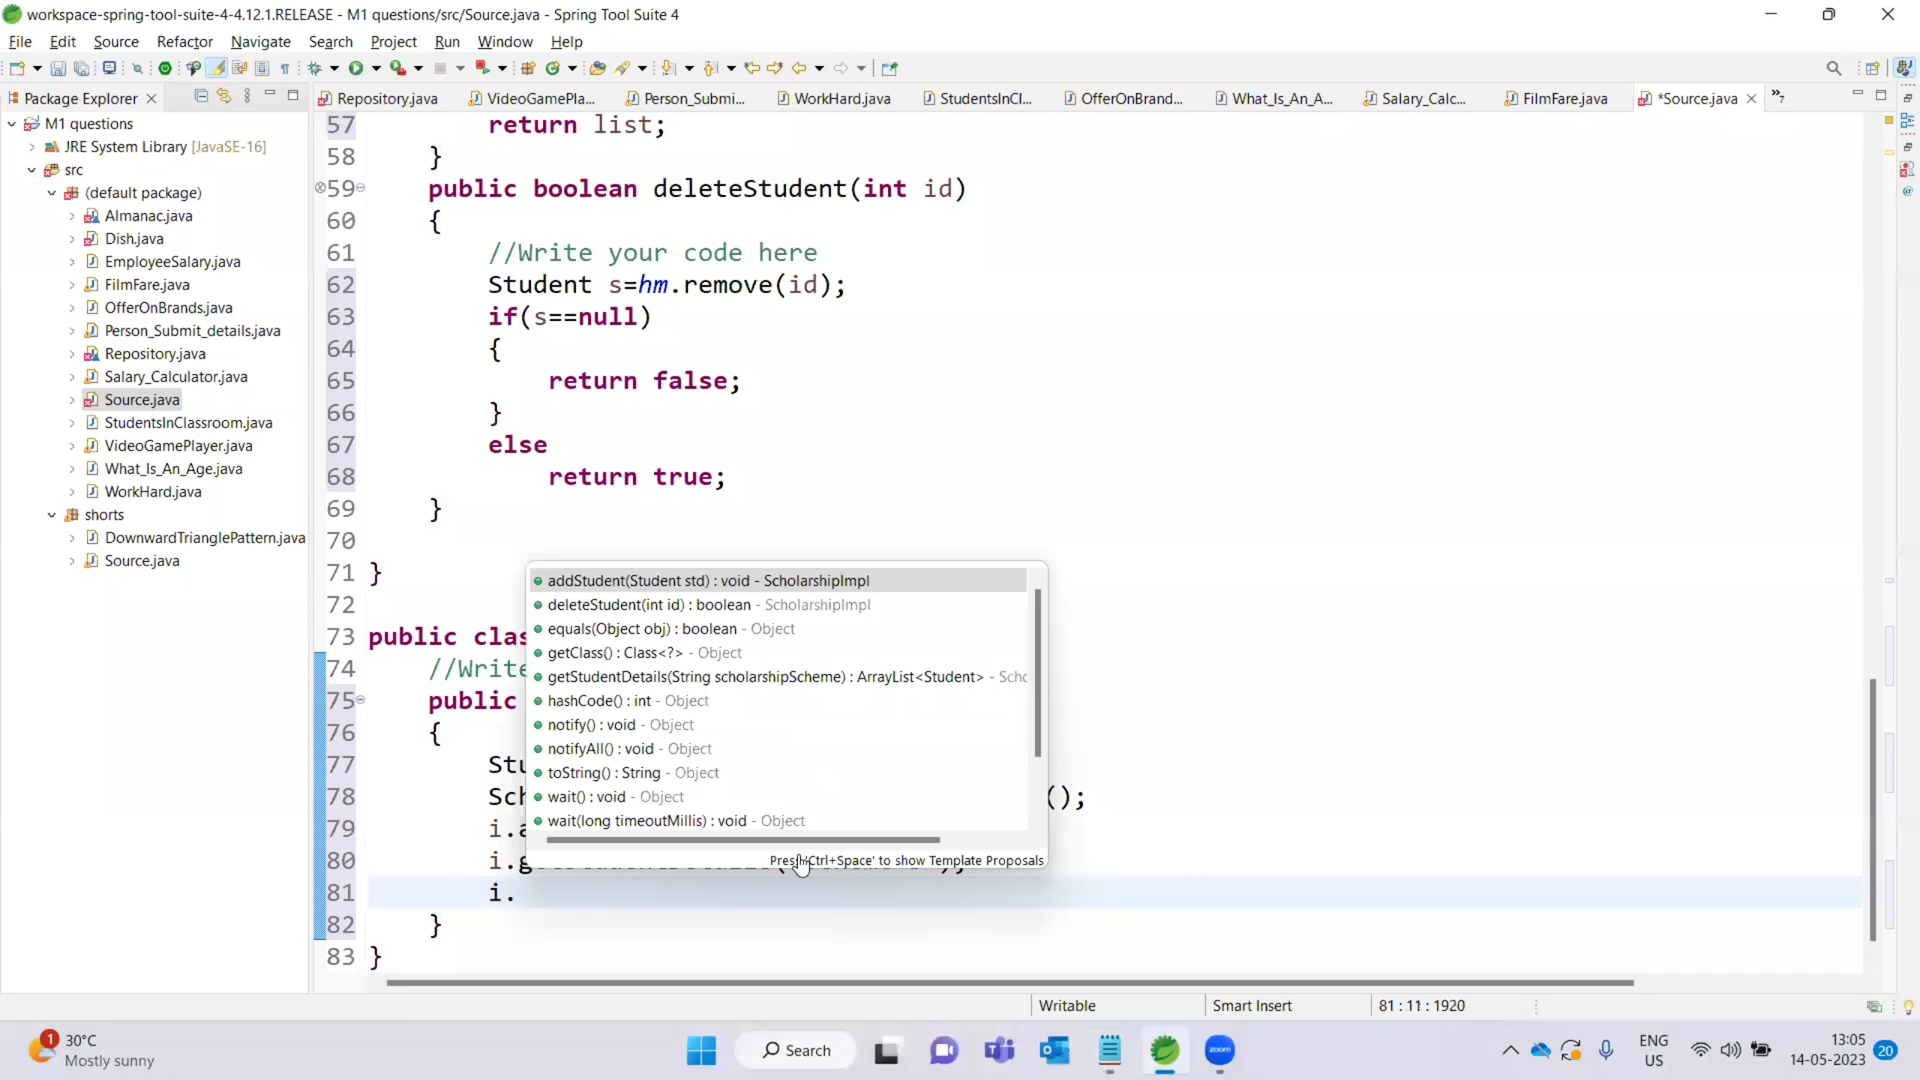 workspace-spring-tool-suite-4-4.12.1.RELEASE - M1 questions/src/Source.java - Spring Tool Suite 4
File Edit Source Refactor Navigate Search Project Run Window Help
Package Explorer
Repository.java VideoGamePla... Person_Submi... WorkHard.java StudentsInCl... OfferOnBrand... What_Is_An_A... Salary_Calc... FilmFare.java *Source.java »7
M1 questions
JRE System Library [JavaSE-16]
src
(default package)
Almanac.java
Dish.java
EmployeeSalary.java
FilmFare.java
OfferOnBrands.java
Person_Submit_details.java
Repository.java
Salary_Calculator.java
Source.java
StudentsInClassroom.java
VideoGamePlayer.java
What_Is_An_Age.java
WorkHard.java
shorts
DownwardTrianglePattern.java
Source.java
57 return list;
58 }
59 public boolean deleteStudent(int id)
60 {
61 //Write your code here
62 Student s=hm.remove(id);
63 if(s==null)
64 {
65 return false;
66 }
67 else
68 return true;
69 }
70
71 }
72
73 public clas
74 //Write
75 public
76 {
77 Stu
78 Sch ();
79 i.a
80 i.g
81 i.
82 }
83 }
addStudent(Student std) : void - ScholarshipImpl
deleteStudent(int id) : boolean - ScholarshipImpl
equals(Object obj) : boolean - Object
getClass() : Class<?> - Object
getStudentDetails(String scholarshipScheme) : ArrayList<Student> - Scho
hashCode() : int - Object
notify() : void - Object
notifyAll() : void - Object
toString() : String - Object
wait() : void - Object
wait(long timeoutMillis) : void - Object
Press 'Ctrl+Space' to show Template Proposals
Writable Smart Insert 81 : 11 : 1920
1 30°C
Mostly sunny
Search
zoom
ENG
US
13:05
14-05-2023
20